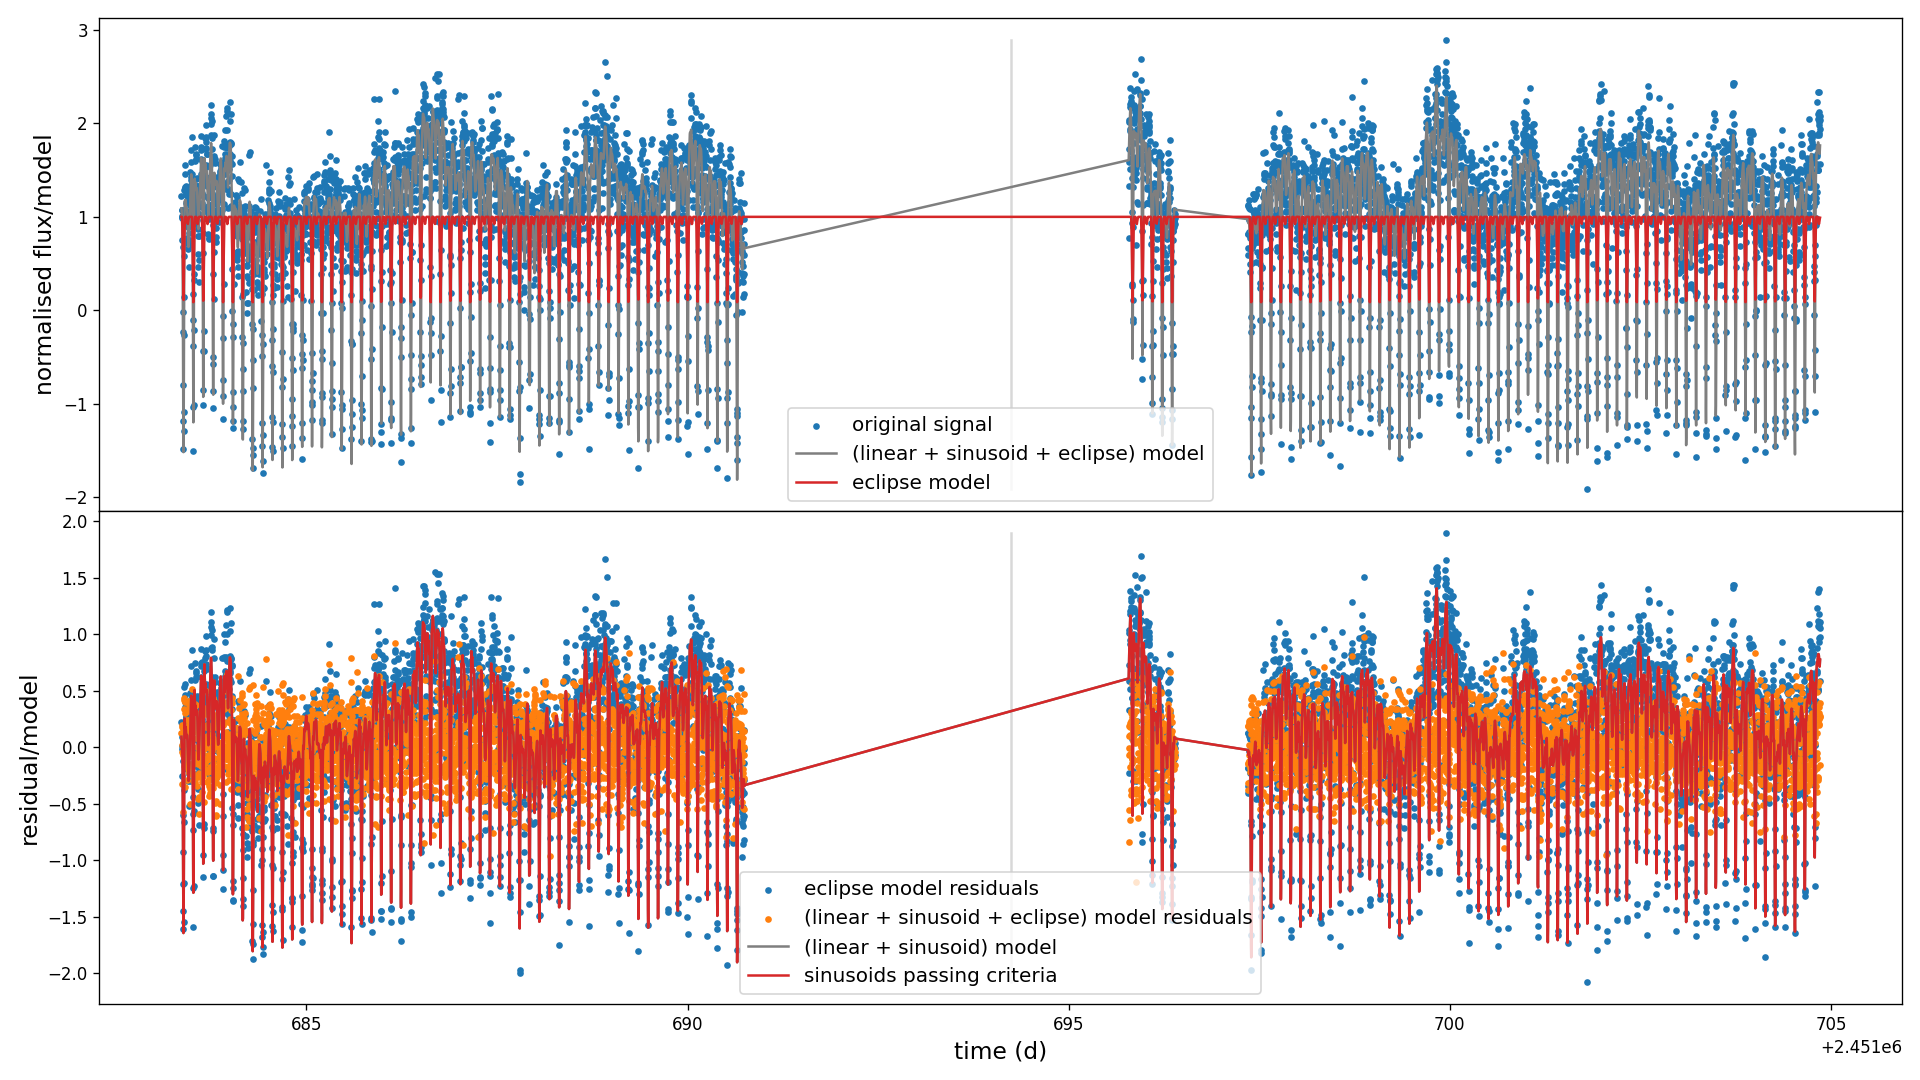 3
2
1
0
−1
−2
normalised flux/model
original signal
(linear + sinusoid + eclipse) model
eclipse model
2.0
1.5
1.0
0.5
0.0
−0.5
−1.0
−1.5
−2.0
residual/model
eclipse model residuals
(linear + sinusoid + eclipse) model residuals
(linear + sinusoid) model
sinusoids passing criteria
685 690 695 700 705
+2.451e6
time (d)